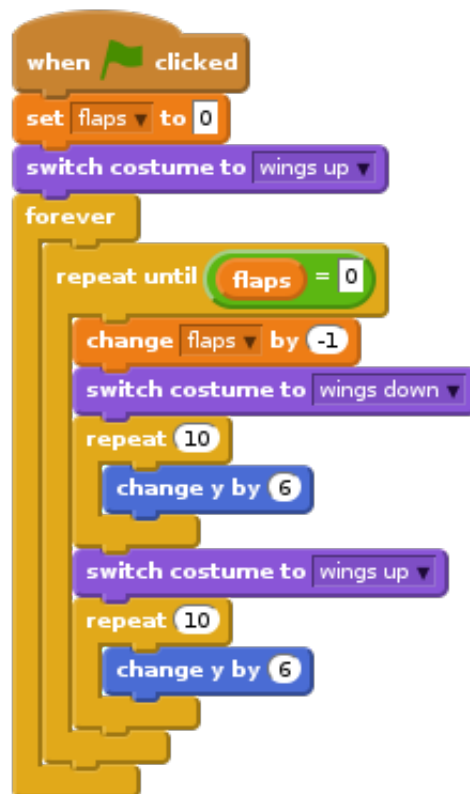 when clicked
set flaps to 0
switch costume to wings up
forever
repeat until flaps = 0
change flaps by -1
switch costume to wings down
repeat 10
change y by 6
switch costume to wings up
repeat 10
change y by 6